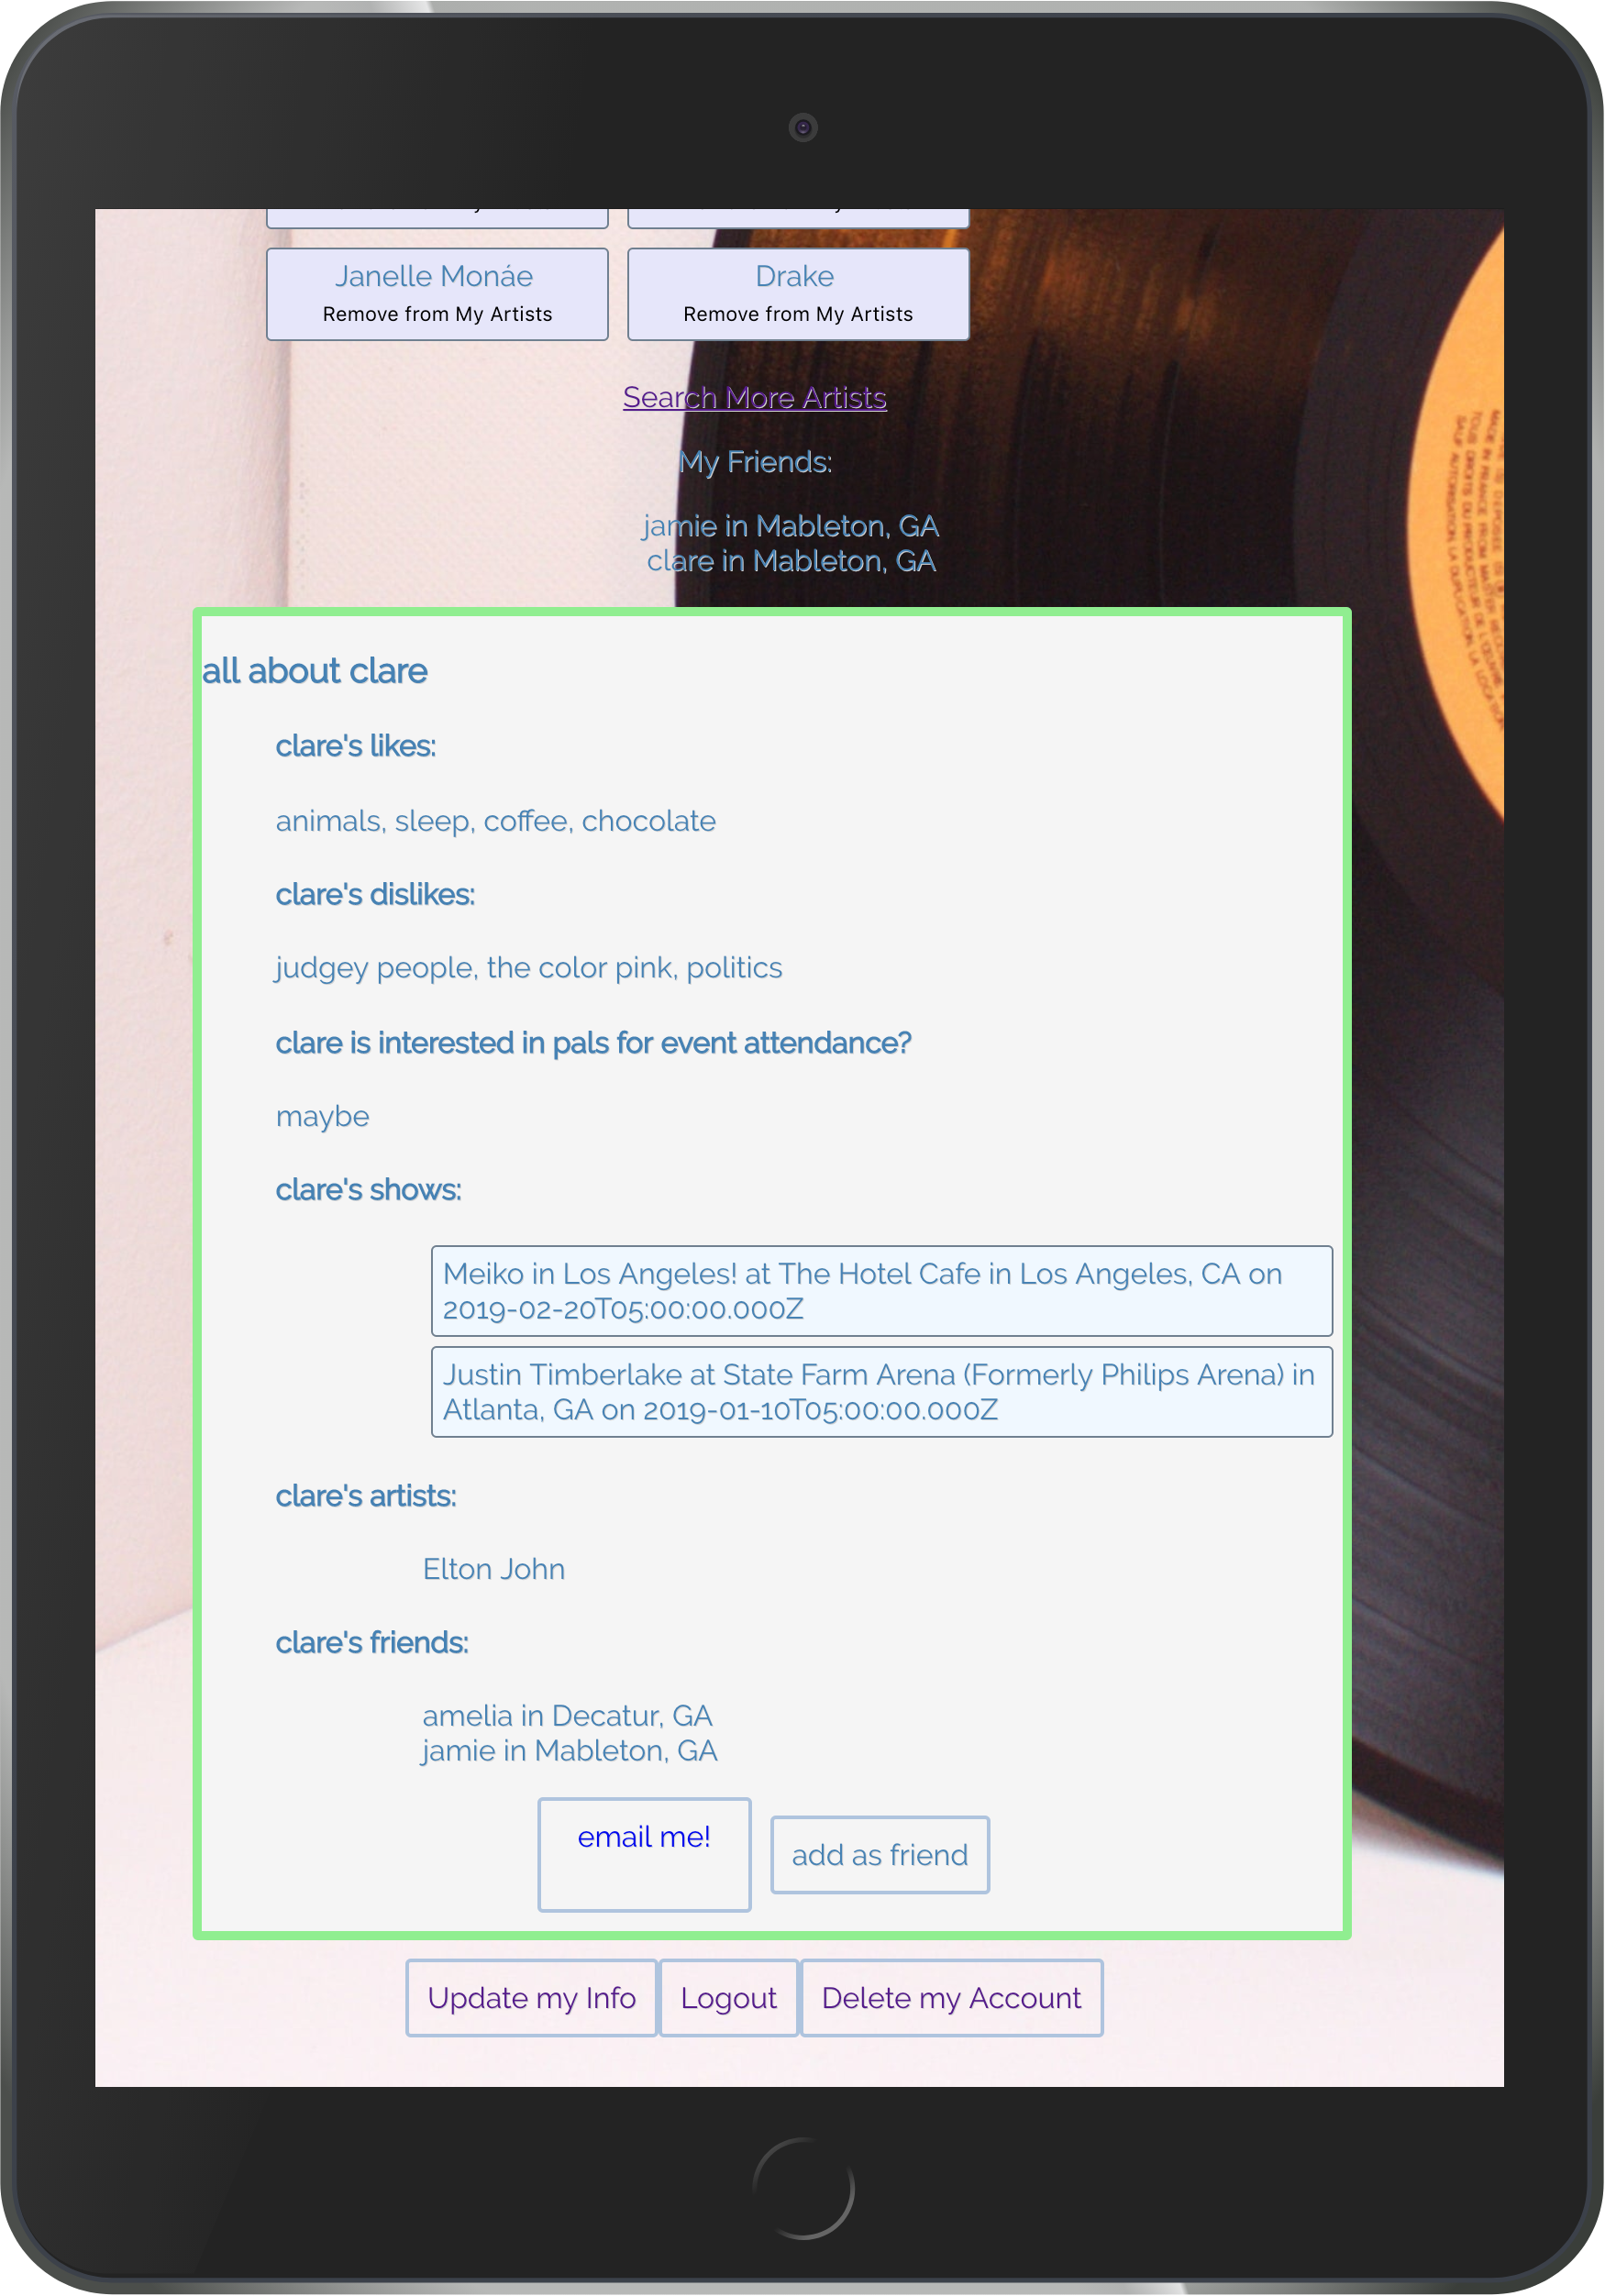 Janelle Monáe
Remove from My Artists
Drake
Remove from My Artists
Search More Artists
My Friends:
jamie in Mableton, GA
clare in Mableton, GA
all about clare
clare's likes:
animals, sleep, coffee, chocolate
clare's dislikes:
judgey people, the color pink, politics
clare is interested in pals for event attendance?
maybe
clare's shows:
Meiko in Los Angeles! at The Hotel Cafe in Los Angeles, CA on
2019-02-20T05:00:00.000Z
Justin Timberlake at State Farm Arena (Formerly Philips Arena) in
Atlanta, GA on 2019-01-10T05:00:00.000Z
clare's artists:
Elton John
clare's friends:
amelia in Decatur, GA
jamie in Mableton, GA
email me!
add as friend
Update my Info
Logout
Delete my Account